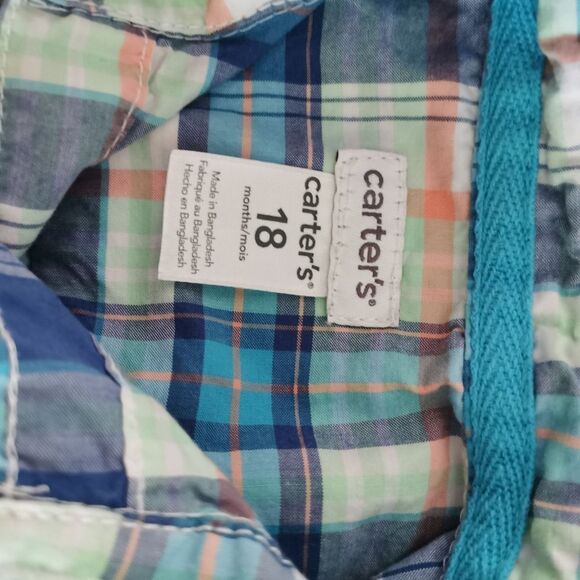 carter's®
carter's®
18
months/mois
Made in Bangladesh
Fabriqué au Bangladesh
Hecho en Bangladesh